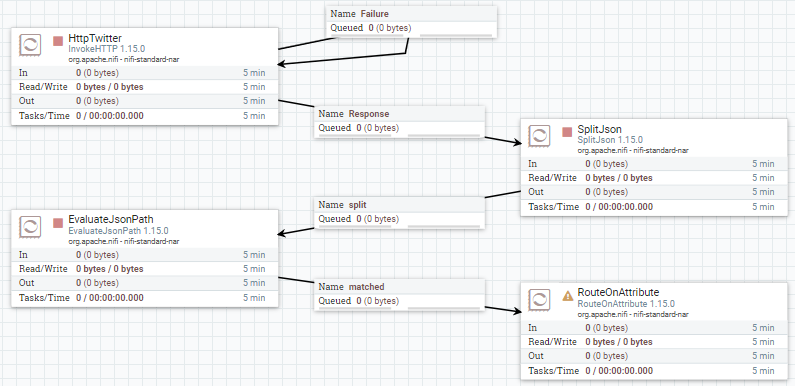 Name Failure
Queued 0 (0 bytes)
HttpTwitter
InvokeHTTP 1.15.0
org.apache.nifi - nifi-standard-nar
In 0 (0 bytes) 5 min
Read/Write 0 bytes / 0 bytes 5 min
Out 0 (0 bytes) 5 min
Tasks/Time 0 / 00:00:00.000 5 min
Name Response
Queued 0 (0 bytes)
SplitJson
SplitJson 1.15.0
org.apache.nifi - nifi-standard-nar
In 0 (0 bytes) 5 min
Read/Write 0 bytes / 0 bytes 5 min
Out 0 (0 bytes) 5 min
Tasks/Time 0 / 00:00:00.000 5 min
Name split
Queued 0 (0 bytes)
EvaluateJsonPath
EvaluateJsonPath 1.15.0
org.apache.nifi - nifi-standard-nar
In 0 (0 bytes) 5 min
Read/Write 0 bytes / 0 bytes 5 min
Out 0 (0 bytes) 5 min
Tasks/Time 0 / 00:00:00.000 5 min
Name matched
Queued 0 (0 bytes)
RouteOnAttribute
RouteOnAttribute 1.15.0
org.apache.nifi - nifi-standard-nar
In 0 (0 bytes) 5 min
Read/Write 0 bytes / 0 bytes 5 min
Out 0 (0 bytes) 5 min
Tasks/Time 0 / 00:00:00.000 5 min